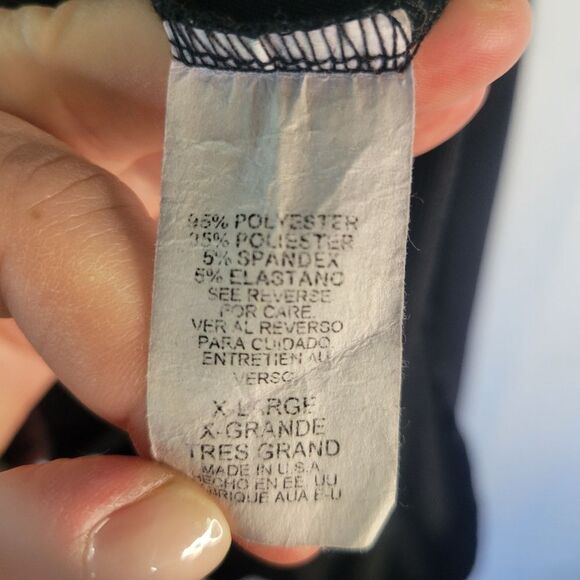 95% POLYESTER
95% POLIESTER
5% SPANDEX
5% ELASTANO
SEE REVERSE
FOR CARE.
VER AL REVERSO
PARA CUIDADO.
ENTRETIEN AU
VERSO.
X-LARGE
X-GRANDE
TRES GRAND
MADE IN U.S.A
HECHO EN EE. UU
FABRIQUE AUX E-U